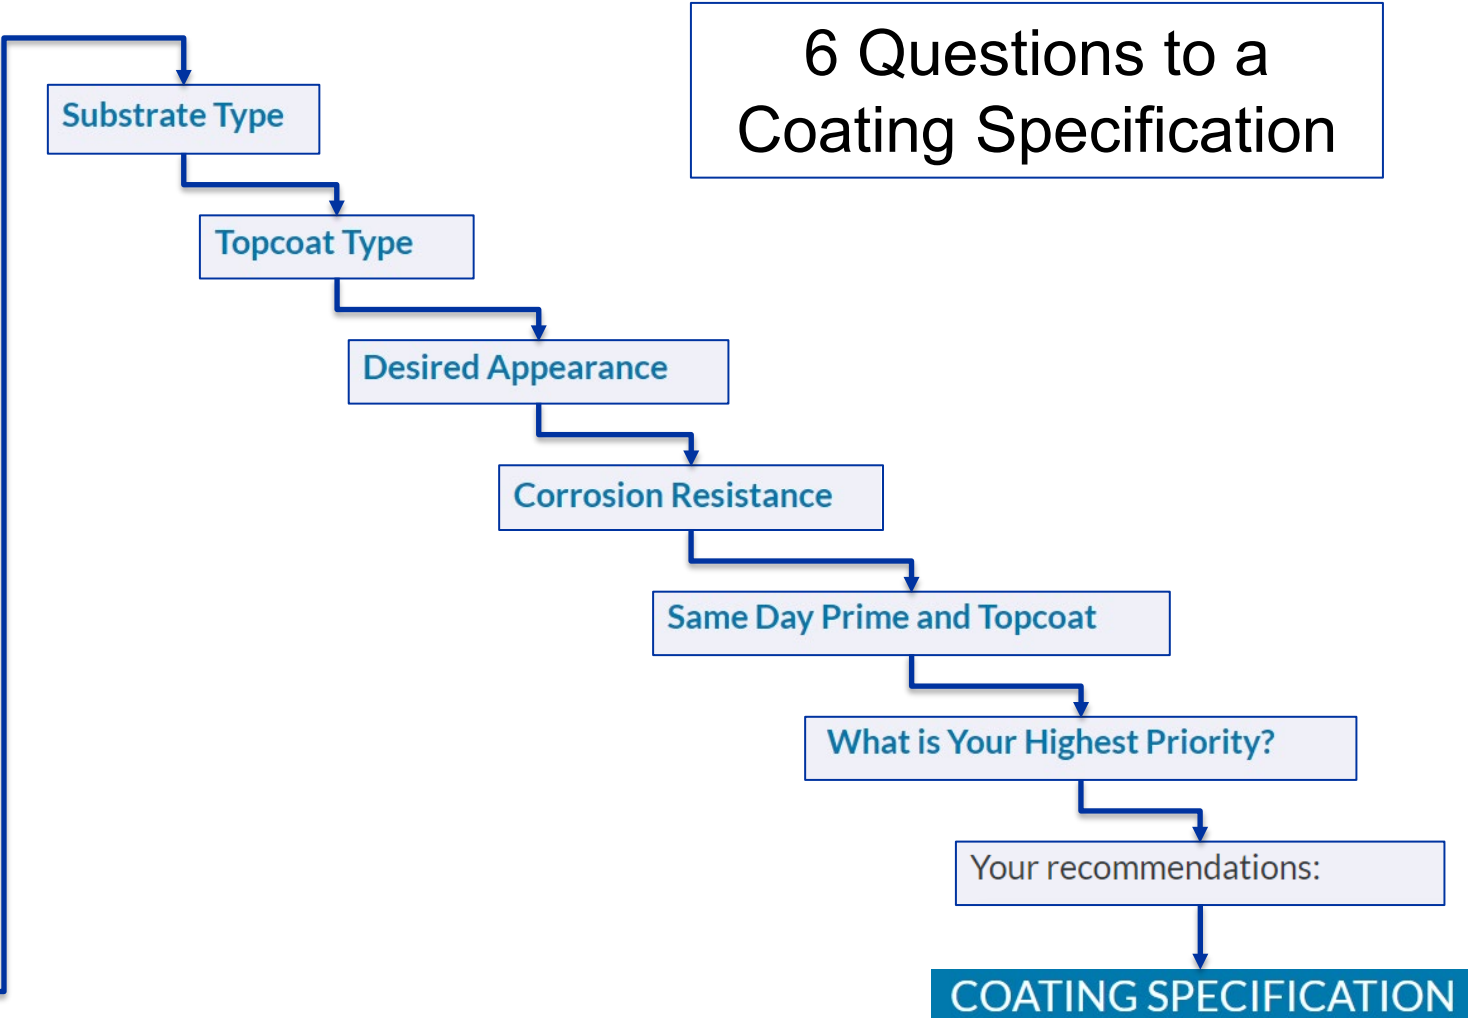 6 Questions to a
Coating Specification
Substrate Type
Topcoat Type
Desired Appearance
Corrosion Resistance
Same Day Prime and Topcoat
What is Your Highest Priority?
Your recommendations:
COATING SPECIFICATION